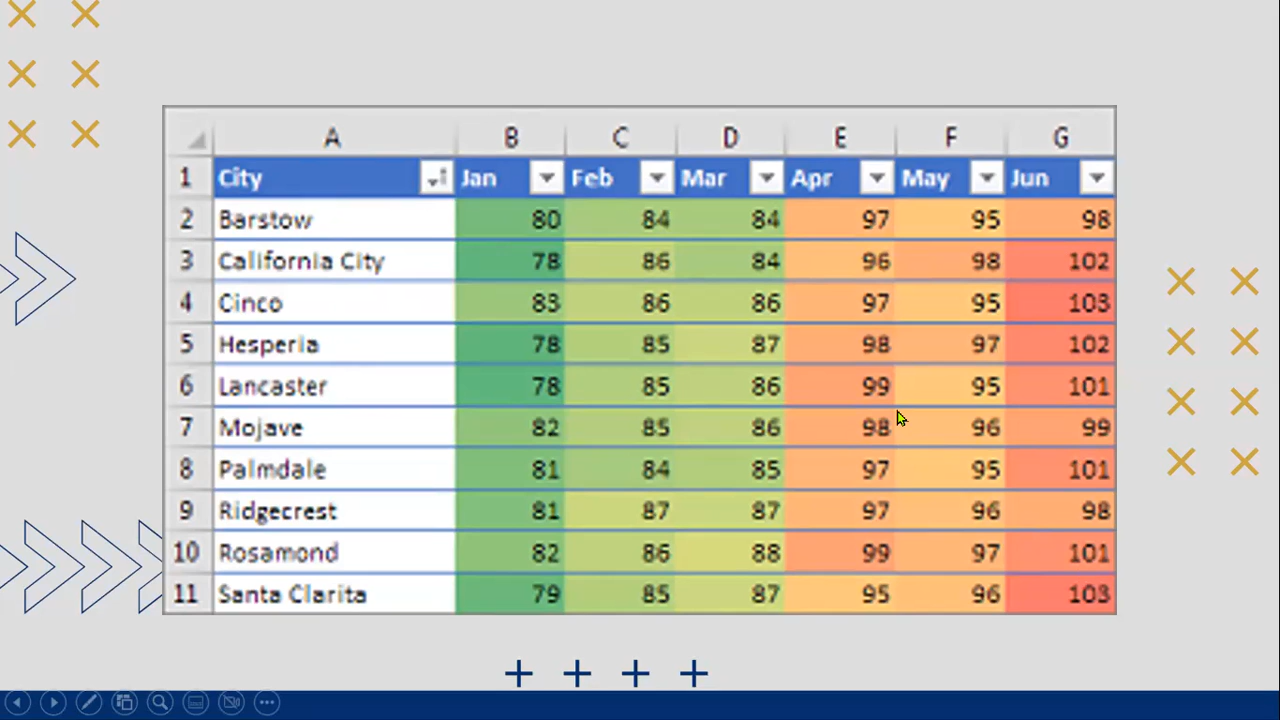 A B C D E F G
1 City Jan Feb Mar Apr May Jun
2 Barstow 80 84 84 97 95 98
3 California City 78 86 84 96 98 102
4 Cinco 83 86 86 97 95 103
5 Hesperia 78 85 87 98 97 102
6 Lancaster 78 85 86 99 95 101
7 Mojave 82 85 86 98 96 99
8 Palmdale 81 84 85 97 95 101
9 Ridgecrest 81 87 87 97 96 98
10 Rosamond 82 86 88 99 97 101
11 Santa Clarita 79 85 87 95 96 103